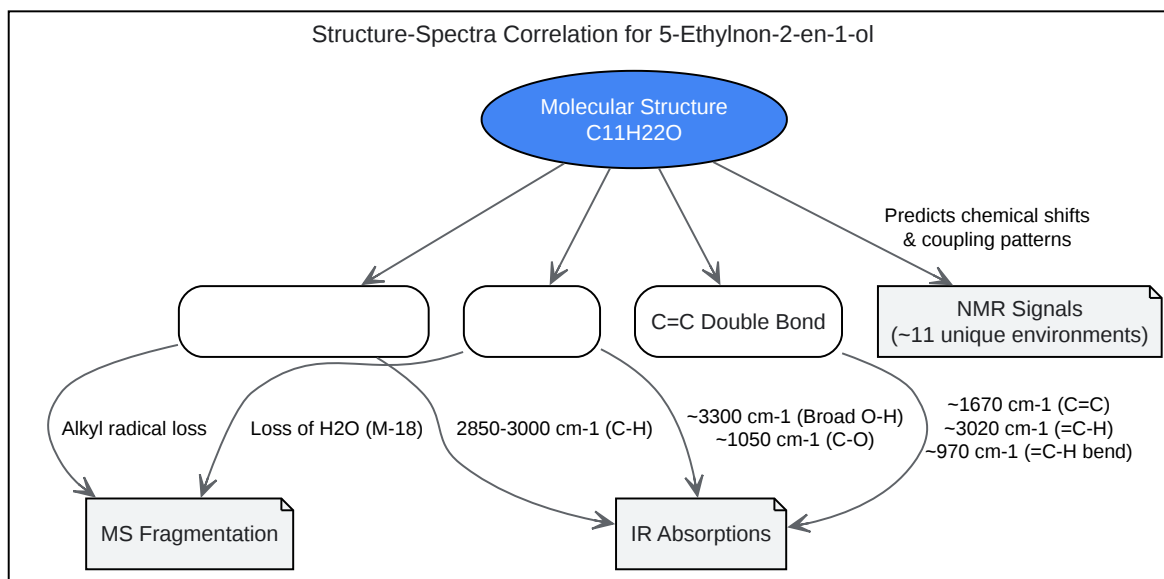 Structure-Spectra Correlation for 5-Ethylnon-2-en-1-ol
Molecular Structure
C11H22O
Predicts chemical shifts
& coupling patterns
C=C Double Bond
NMR Signals
(~11 unique environments)
Alkyl radical loss
Loss of H2O (M-18)
2850-3000 cm-1 (C-H)
~3300 cm-1 (Broad O-H)
~1050 cm-1 (C-O)
~1670 cm-1 (C=C)
~3020 cm-1 (=C-H)
~970 cm-1 (=C-H bend)
MS Fragmentation
IR Absorptions